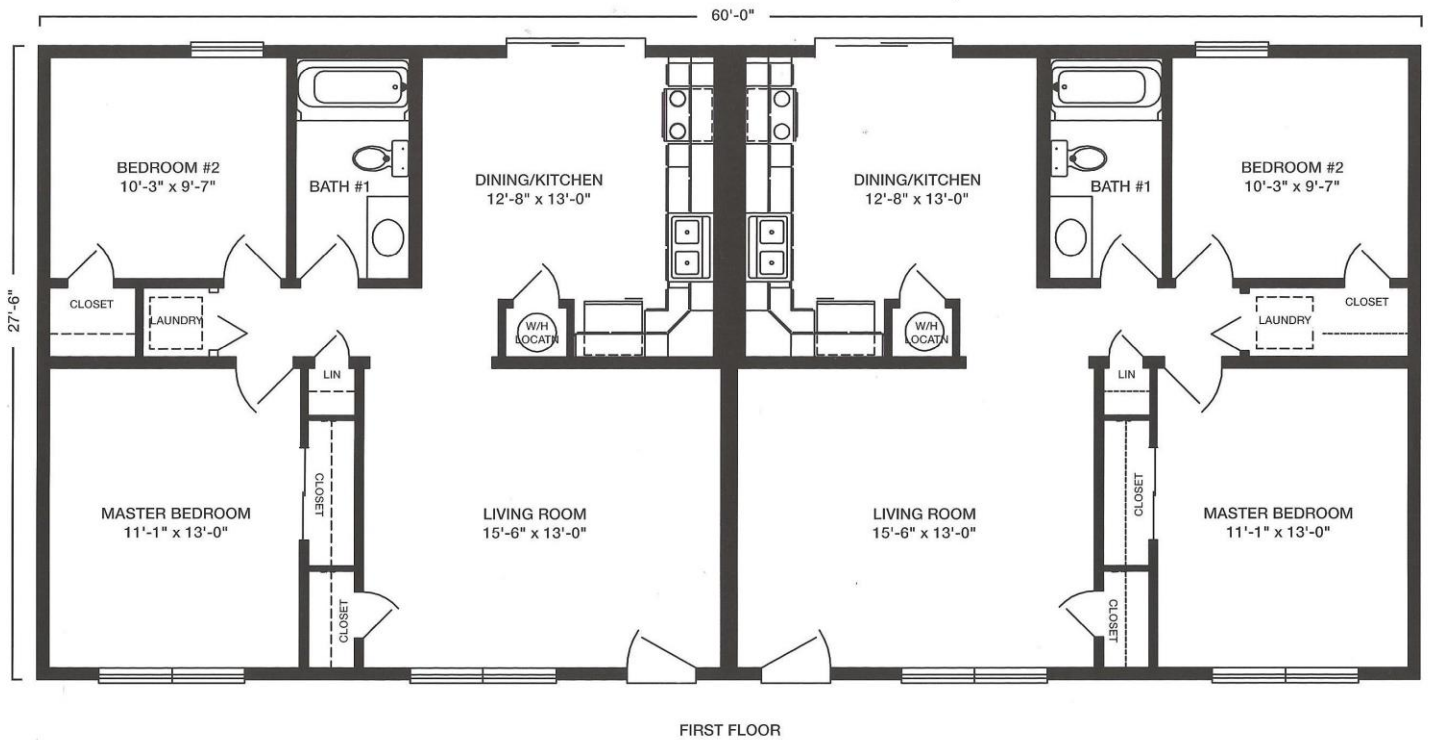 60'-0"
27'-6"
BEDROOM #2
10'-3" x 9'-7"
BATH #1
DINING/KITCHEN
12'-8" x 13'-0"
DINING/KITCHEN
12'-8" x 13'-0"
BATH #1
BEDROOM #2
10'-3" x 9'-7"
CLOSET
LAUNDRY
W/H
LOCATN
W/H
LOCATN
LAUNDRY
CLOSET
LIN
LIN
CLOSET
CLOSET
MASTER BEDROOM
11'-1" x 13'-0"
LIVING ROOM
15'-6" x 13'-0"
LIVING ROOM
15'-6" x 13'-0"
MASTER BEDROOM
11'-1" x 13'-0"
CLOSET
CLOSET
FIRST FLOOR